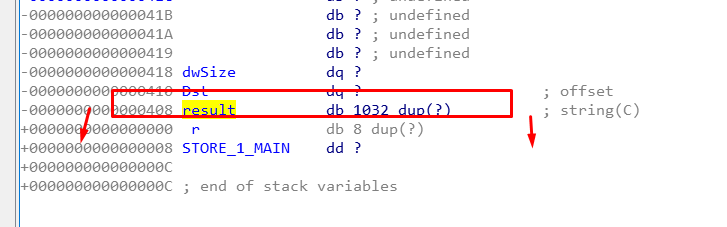 -000000000000041B db ? ; undefined
-000000000000041A db ? ; undefined
-0000000000000419 db ? ; undefined
-0000000000000418 dwSize dq ?
-0000000000000410 Dst dq ? ; offset
-0000000000000408 result db 1032 dup(?) ; string(C)
+0000000000000000 r db 8 dup(?)
+0000000000000008 STORE_1_MAIN dd ?
+000000000000000C
+000000000000000C ; end of stack variables